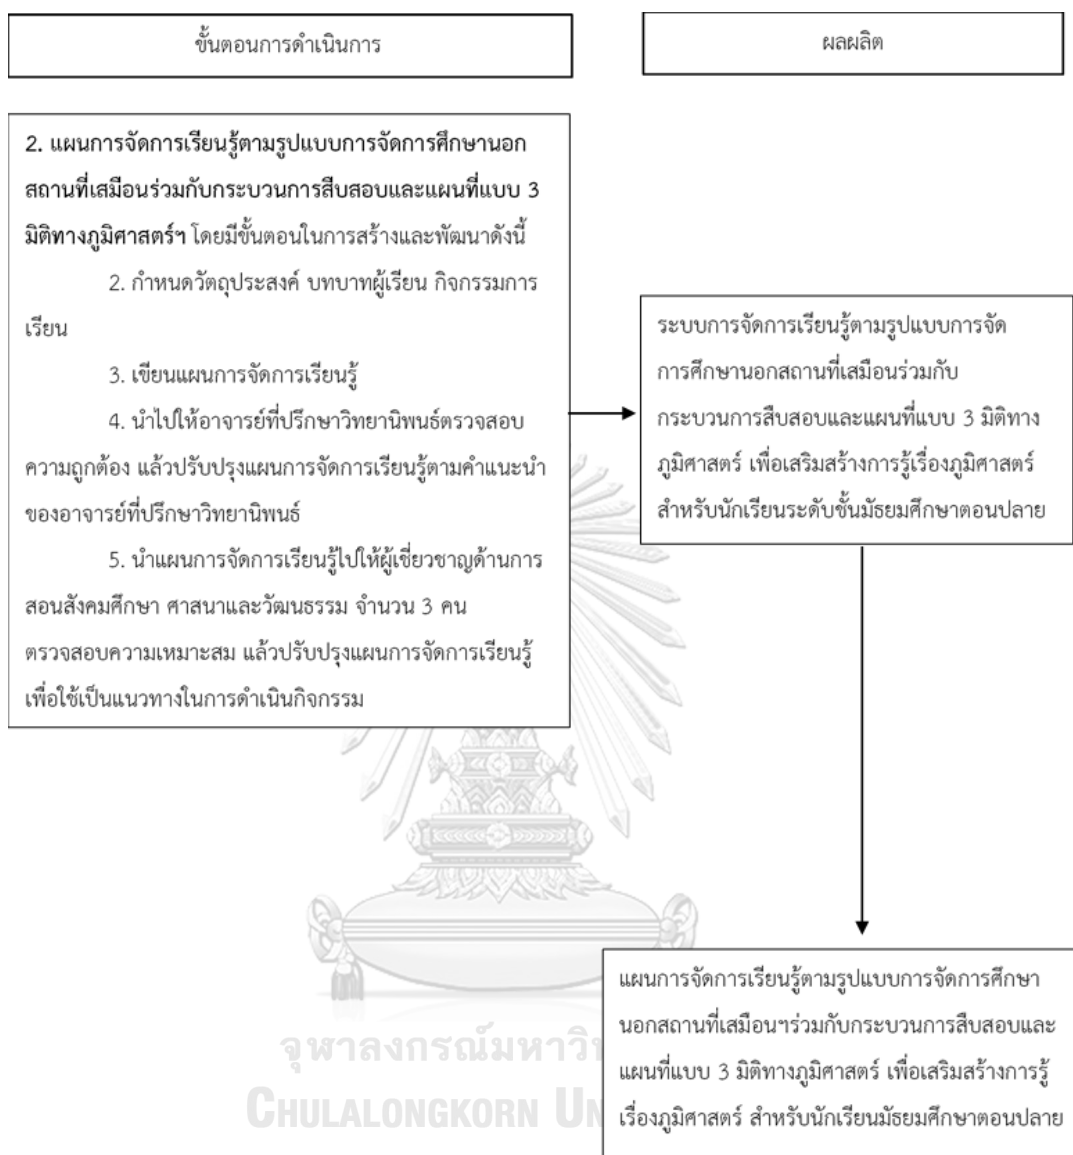 ขั้นตอนการดำเนินการ
ผลผลิต
2. แผนการจัดการเรียนรู้ตามรูปแบบการจัดการศึกษานอก
สถานที่เสมือนร่วมกับกระบวนการสืบสอบและแผนที่แบบ 3
มิติทางภูมิศาสตร์ฯ โดยมีขั้นตอนในการสร้างและพัฒนาดังนี้
2. กำหนดวัตถุประสงค์ บทบาทผู้เรียน กิจกรรมการ
เรียน
3. เขียนแผนการจัดการเรียนรู้
4. นำไปให้อาจารย์ที่ปรึกษาวิทยานิพนธ์ตรวจสอบ
ความถูกต้อง แล้วปรับปรุงแผนการจัดการเรียนรู้ตามคำแนะนำ
ของอาจารย์ที่ปรึกษาวิทยานิพนธ์
5. นำแผนการจัดการเรียนรู้ไปให้ผู้เชี่ยวชาญด้านการ
สอนสังคมศึกษา ศาสนาและวัฒนธรรม จำนวน 3 คน
ตรวจสอบความเหมาะสม แล้วปรับปรุงแผนการจัดการเรียนรู้
เพื่อใช้เป็นแนวทางในการดำเนินกิจกรรม
ระบบการจัดการเรียนรู้ตามรูปแบบการจัด
การศึกษานอกสถานที่เสมือนร่วมกับ
กระบวนการสืบสอบและแผนที่แบบ 3 มิติทาง
ภูมิศาสตร์ เพื่อเสริมสร้างการรู้เรื่องภูมิศาสตร์
สำหรับนักเรียนระดับชั้นมัธยมศึกษาตอนปลาย
แผนการจัดการเรียนรู้ตามรูปแบบการจัดการศึกษา
นอกสถานที่เสมือนฯร่วมกับกระบวนการสืบสอบและ
แผนที่แบบ 3 มิติทางภูมิศาสตร์ เพื่อเสริมสร้างการรู้
เรื่องภูมิศาสตร์ สำหรับนักเรียนมัธยมศึกษาตอนปลาย
จุฬาลงกรณ์มหาวิ
CHULALONGKORN UN